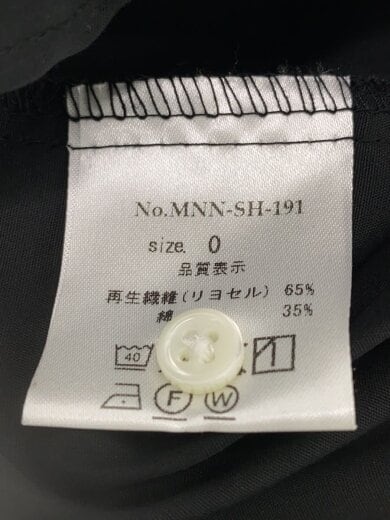 No.MNN-SH-191
size. 0
品質表示
再生繊維(リヨセル) 65%
綿 35%
40
F W